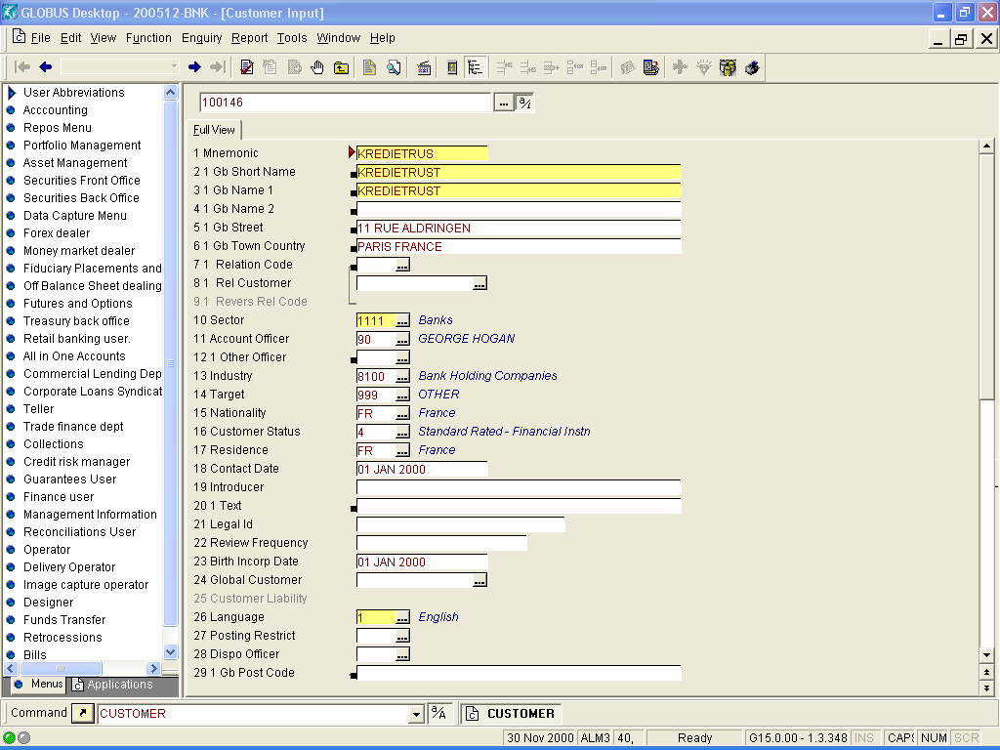 GLOBUS Desktop - 200512-BNK - [Customer Input]
File Edit View Function Enquiry Report Tools Window Help
User Abbreviations
Acccounting
Repos Menu
Portfolio Management
Asset Management
Securities Front Office
Securities Back Office
Data Capture Menu
Forex dealer
Money market dealer
Fiduciary Placements and
Off Balance Sheet dealing
Futures and Options
Treasury back office
Retail banking user.
All in One Accounts
Commercial Lending Dep
Corporate Loans Syndicat
Teller
Trade finance dept
Collections
Credit risk manager
Guarantees User
Finance user
Management Information
Reconciliations User
Operator
Delivery Operator
Image capture operator
Designer
Funds Transfer
Retrocessions
Bills
Menus Applications
100146 ... a/1
Full View
1 Mnemonic KREDIETRUS
2 1 Gb Short Name KREDIETRUST
3 1 Gb Name 1 KREDIETRUST
4 1 Gb Name 2
5 1 Gb Street 11 RUE ALDRINGEN
6 1 Gb Town Country PARIS FRANCE
7 1 Relation Code ...
8 1 Rel Customer ...
9 1 Revers Rel Code
10 Sector 1111 ... Banks
11 Account Officer 90 ... GEORGE HOGAN
12 1 Other Officer ...
13 Industry 8100 ... Bank Holding Companies
14 Target 999 ... OTHER
15 Nationality FR ... France
16 Customer Status 4 ... Standard Rated - Financial Instn
17 Residence FR ... France
18 Contact Date 01 JAN 2000
19 Introducer
20 1 Text
21 Legal Id
22 Review Frequency
23 Birth Incorp Date 01 JAN 2000
24 Global Customer ...
25 Customer Liability
26 Language 1 ... English
27 Posting Restrict ...
28 Dispo Officer ...
29 1 Gb Post Code
Command CUSTOMER a/A CUSTOMER
30 Nov 2000 ALM3 40, Ready G15.0.00 - 1.3.348 INS CAPS NUM SCR